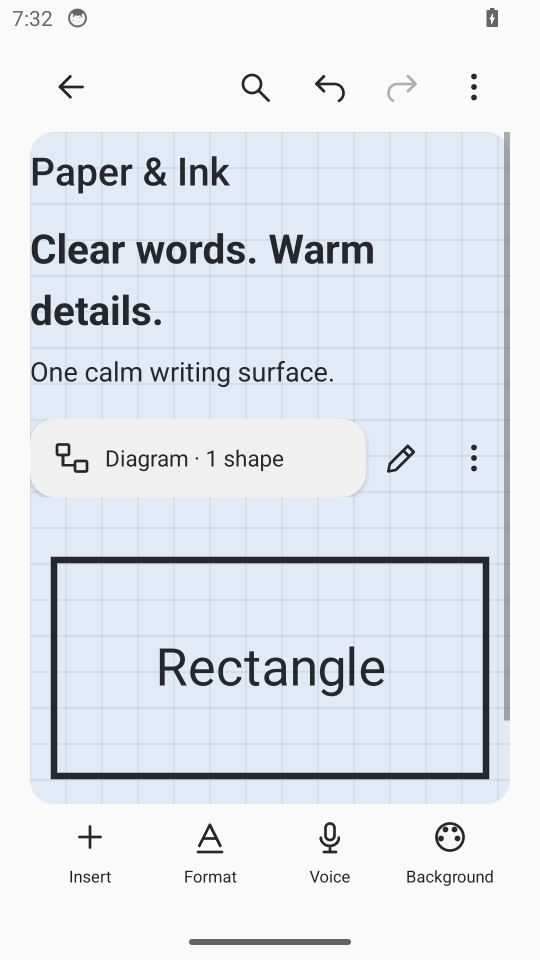 7:32
Paper & Ink
Clear words. Warm
details.
One calm writing surface.
Diagram · 1 shape
Rectangle
Insert Format Voice Background